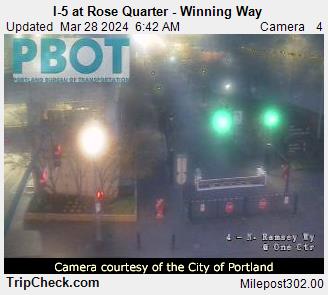 I-5 at Rose Quarter - Winning Way
Updated Mar 28 2024 6:42 AM Camera 4
PBOT
PORTLAND BUREAU OF TRANSPORTATION
4 - N. Ramsey Wy
@ One Ctr
Camera courtesy of the City of Portland
TripCheck.com Milepost302.00